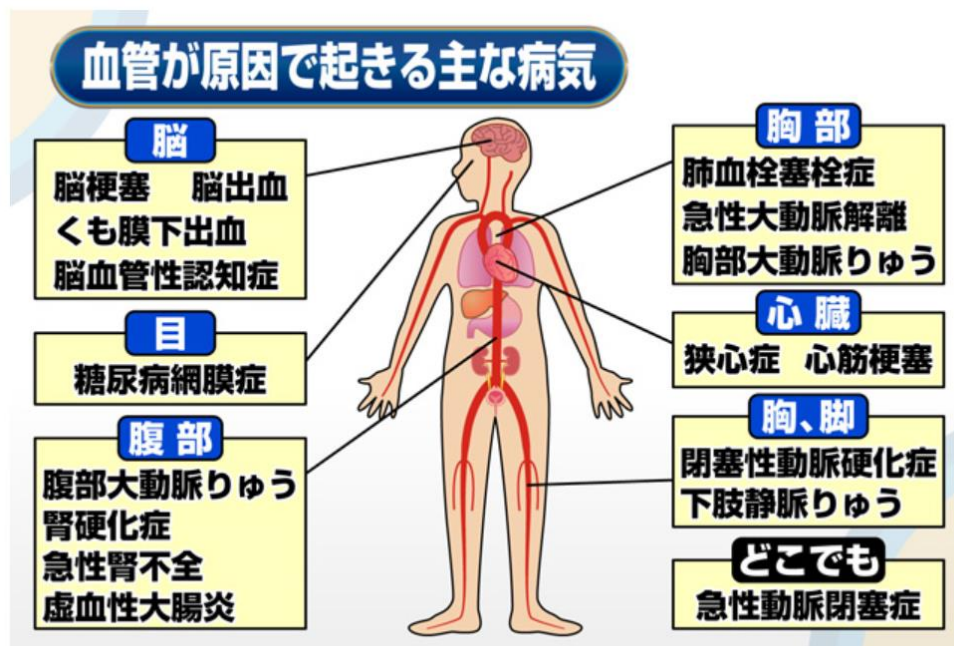 血管が原因で起きる主な病気
脳
脳梗塞 脳出血
くも膜下出血
脳血管性認知症
目
糖尿病網膜症
腹部
腹部大動脈りゅう
腎硬化症
急性腎不全
虚血性大腸炎
胸部
肺血栓塞栓症
急性大動脈解離
胸部大動脈りゅう
心臓
狭心症 心筋梗塞
胸、脚
閉塞性動脈硬化症
下肢静脈りゅう
どこでも
急性動脈閉塞症